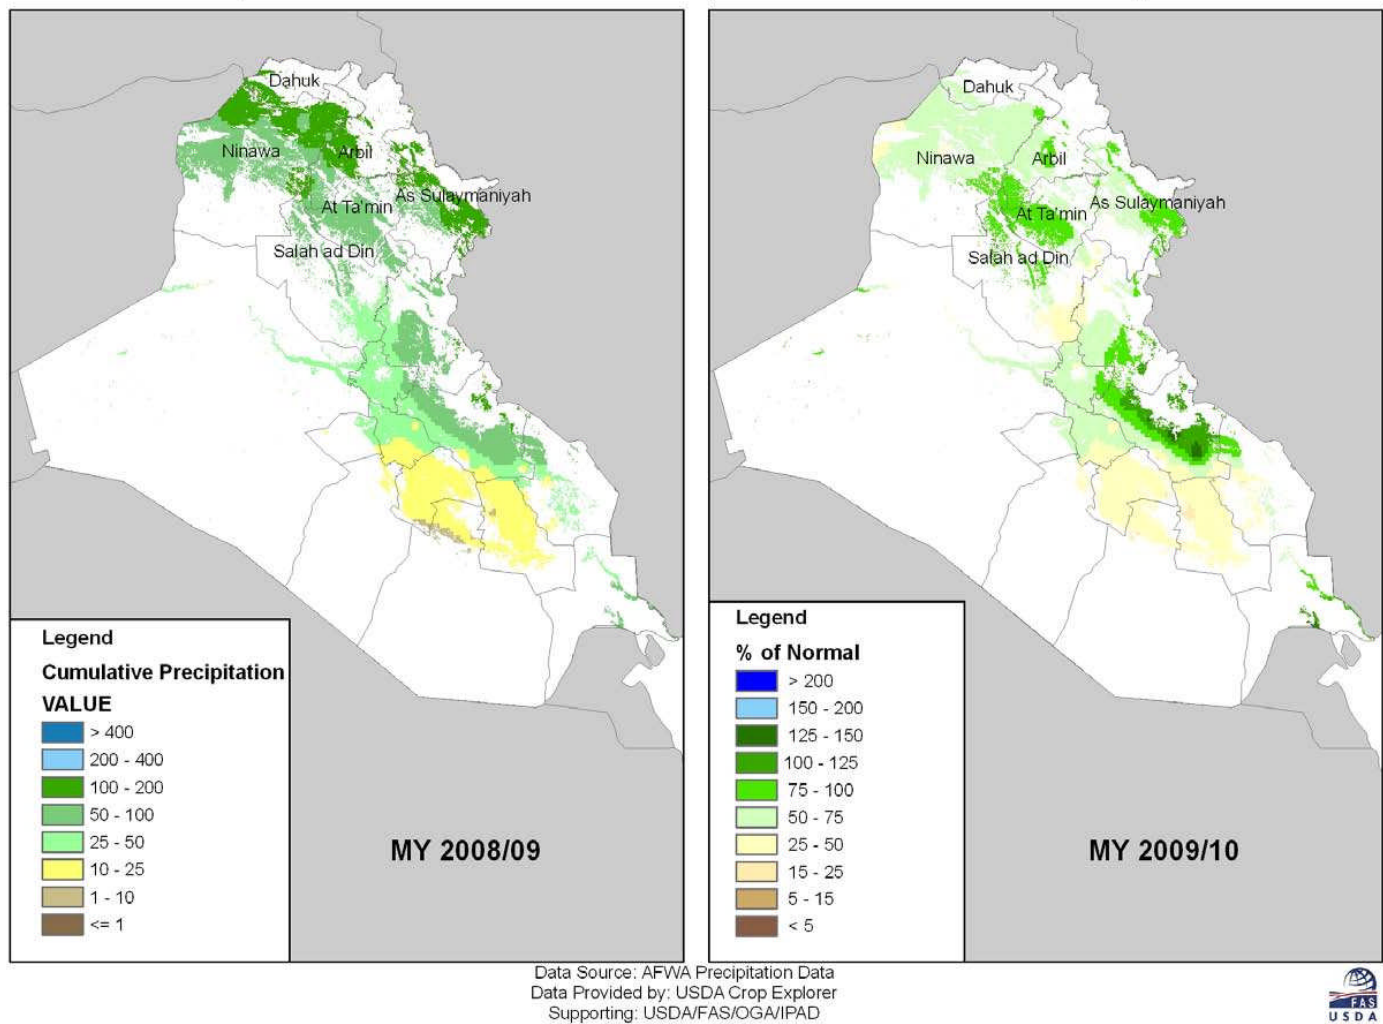 Dahuk
Ninawa
Arbil
As Sulaymaniyah
At Ta'min
Salah ad Din
Legend
Cumulative Precipitation
VALUE
> 400
200 - 400
100 - 200
50 - 100
25 - 50
10 - 25
1 - 10
<= 1
MY 2008/09
Dahuk
Ninawa
Arbil
As Sulaymaniyah
At Ta'min
Salah ad Din
Legend
% of Normal
> 200
150 - 200
125 - 150
100 - 125
75 - 100
50 - 75
25 - 50
15 - 25
5 - 15
< 5
MY 2009/10
Data Source: AFWA Precipitation Data
Data Provided by: USDA Crop Explorer
Supporting: USDA/FAS/OGA/IPAD
FAS
USDA